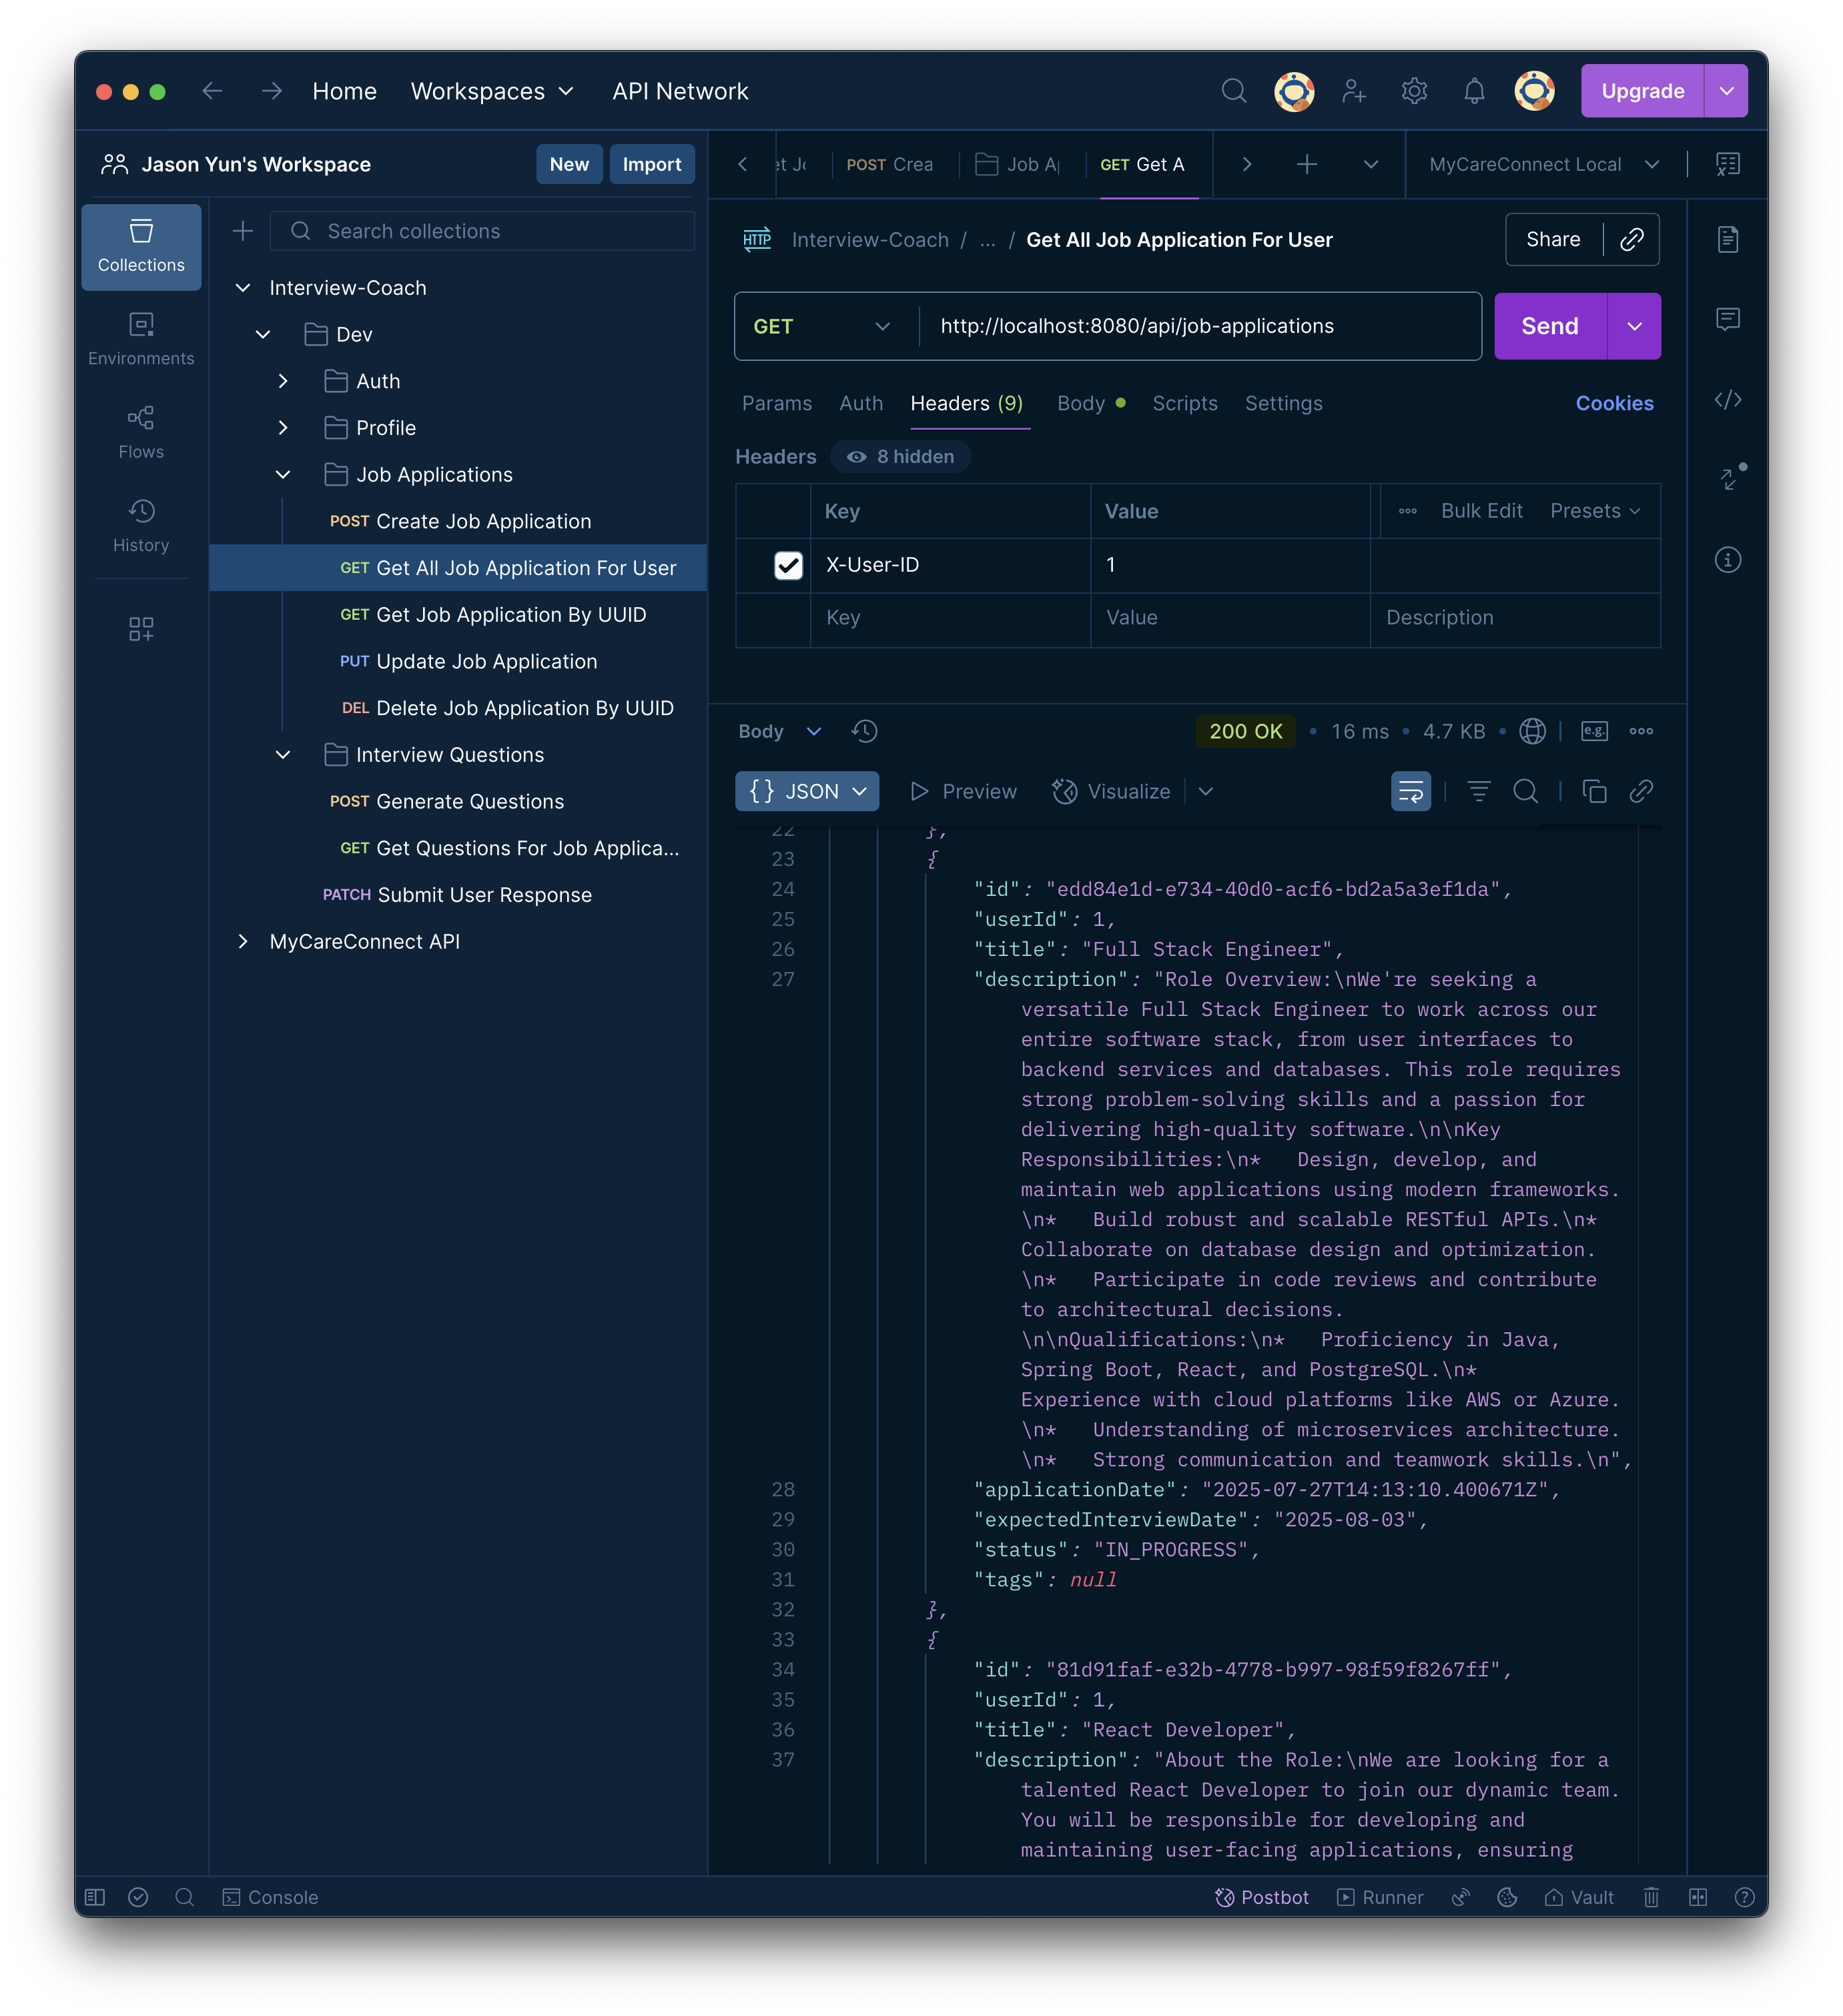 Home Workspaces API Network Upgrade
Jason Yun's Workspace New Import
POST Crea Job A GET Get A MyCareConnect Local
Collections
Environments
Flows
History
Search collections
Interview-Coach
Dev
Auth
Profile
Job Applications
POST Create Job Application
GET Get All Job Application For User
GET Get Job Application By UUID
PUT Update Job Application
DEL Delete Job Application By UUID
Interview Questions
POST Generate Questions
GET Get Questions For Job Applica...
PATCH Submit User Response
MyCareConnect API
HTTP Interview-Coach / ... / Get All Job Application For User Share
GET http://localhost:8080/api/job-applications Send
Params Auth Headers (9) Body Scripts Settings Cookies
Headers 8 hidden
Key Value Bulk Edit Presets
X-User-ID 1
Key Value Description
Body 200 OK • 16 ms • 4.7 KB • e.g.
{} JSON Preview Visualize
22 },
23 {
24 "id": "edd84e1d-e734-40d0-acf6-bd2a5a3ef1da",
25 "userId": 1,
26 "title": "Full Stack Engineer",
27 "description": "Role Overview:\nWe're seeking a
versatile Full Stack Engineer to work across our
entire software stack, from user interfaces to
backend services and databases. This role requires
strong problem-solving skills and a passion for
delivering high-quality software.\n\nKey
Responsibilities:\n*   Design, develop, and
maintain web applications using modern frameworks.
\n*   Build robust and scalable RESTful APIs.\n*
Collaborate on database design and optimization.
\n*   Participate in code reviews and contribute
to architectural decisions.
\n\nQualifications:\n*   Proficiency in Java,
Spring Boot, React, and PostgreSQL.\n*
Experience with cloud platforms like AWS or Azure.
\n*   Understanding of microservices architecture.
\n*   Strong communication and teamwork skills.\n",
28 "applicationDate": "2025-07-27T14:13:10.400671Z",
29 "expectedInterviewDate": "2025-08-03",
30 "status": "IN_PROGRESS",
31 "tags": null
32 },
33 {
34 "id": "81d91faf-e32b-4778-b997-98f59f8267ff",
35 "userId": 1,
36 "title": "React Developer",
37 "description": "About the Role:\nWe are looking for a
talented React Developer to join our dynamic team.
You will be responsible for developing and
maintaining user-facing applications, ensuring
Console Postbot Runner Vault